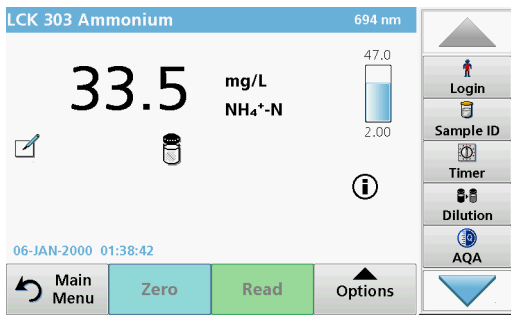 LCK 303 Ammonium 694 nm
47.0
33.5 mg/L
NH₄⁺-N
2.00
06-JAN-2000 01:38:42
Main Menu
Zero
Read
Options
Login
Sample ID
Timer
Dilution
AQA